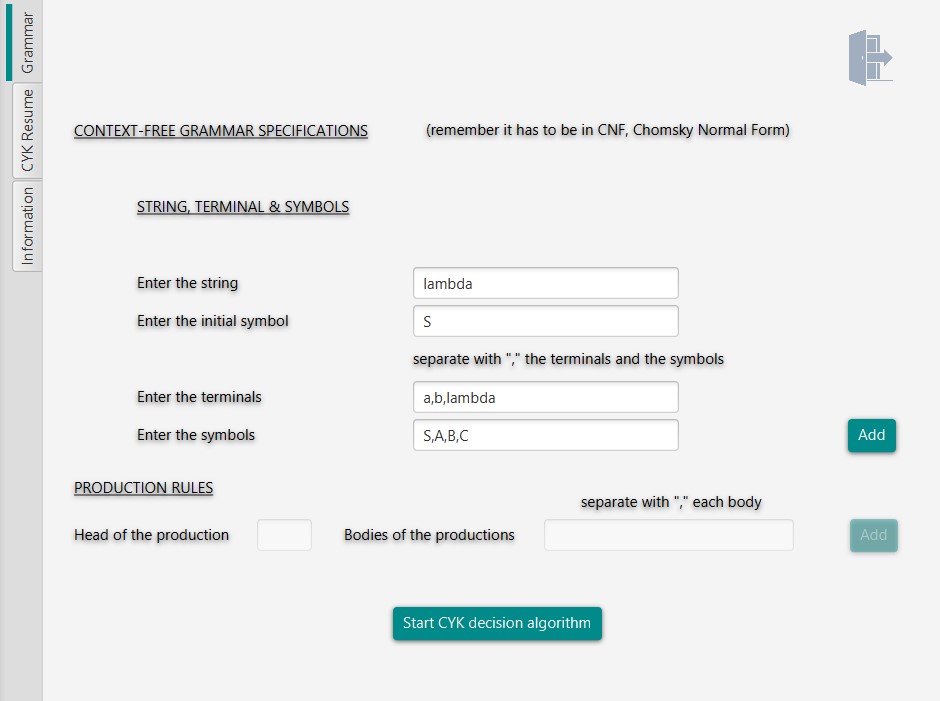 Grammar
CYK Resume
Information
CONTEXT-FREE GRAMMAR SPECIFICATIONS (remember it has to be in CNF, Chomsky Normal Form)
STRING, TERMINAL & SYMBOLS
Enter the string lambda
Enter the initial symbol S
separate with "," the terminals and the symbols
Enter the terminals a,b,lambda
Enter the symbols S,A,B,C Add
PRODUCTION RULES
separate with "," each body
Head of the production Bodies of the productions Add
Start CYK decision algorithm